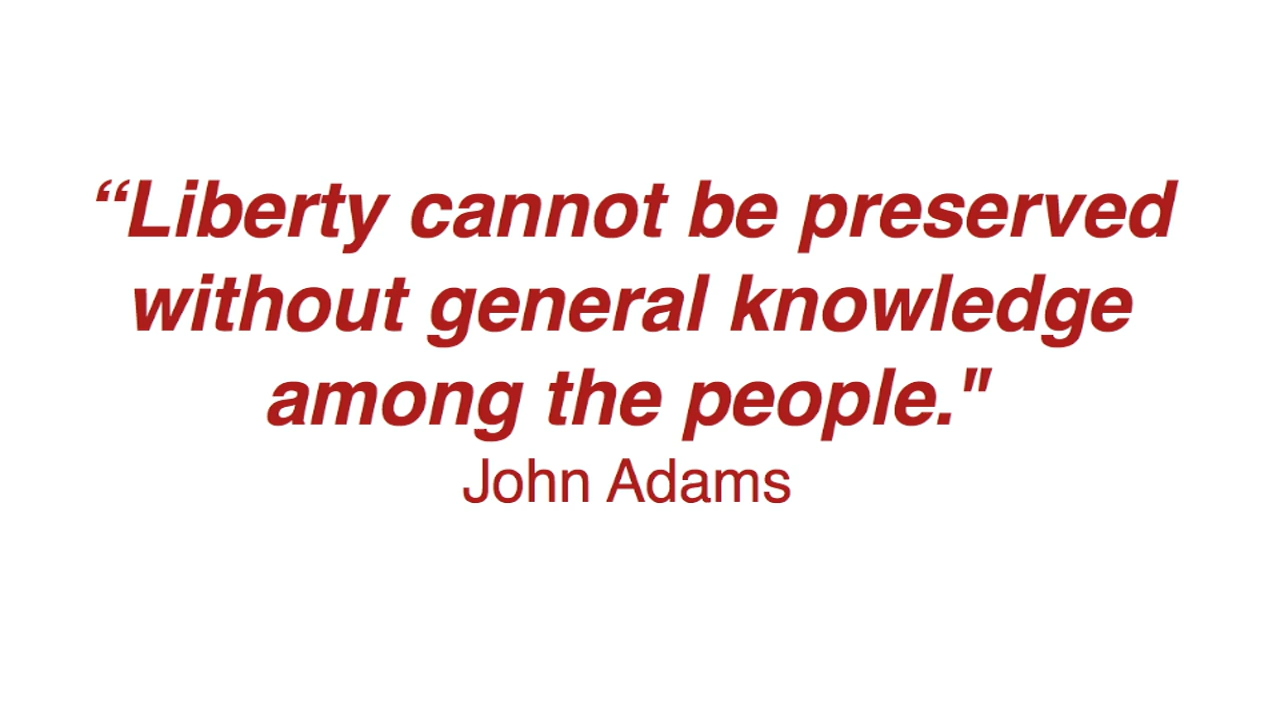 “Liberty cannot be preserved
without general knowledge
among the people."
John Adams